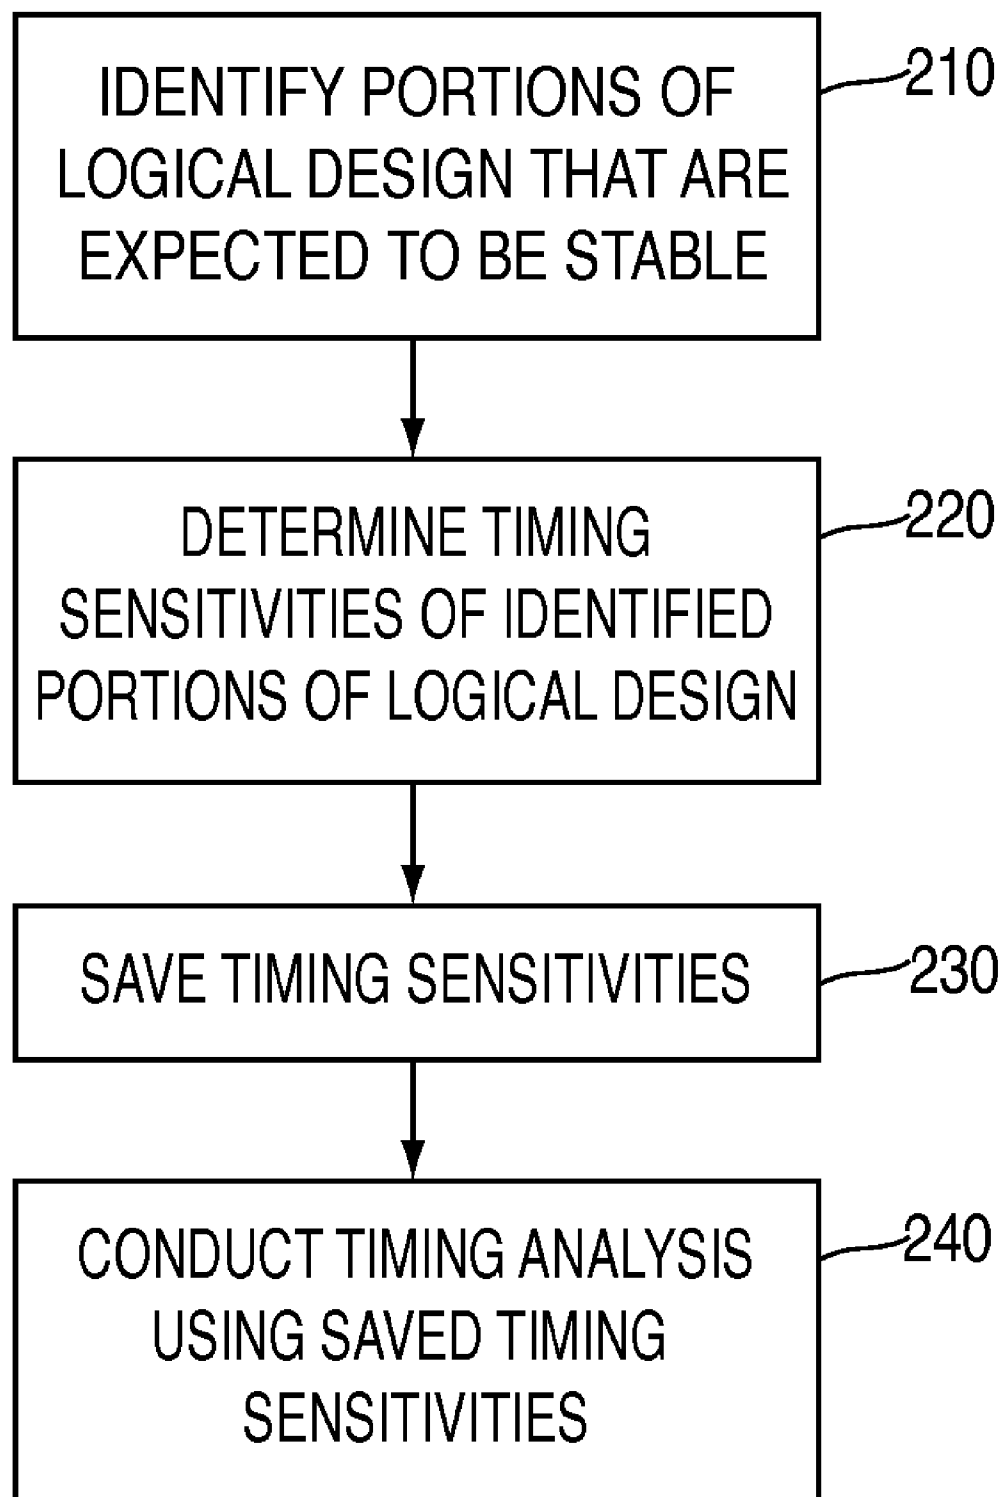 IDENTIFY PORTIONS OF
LOGICAL DESIGN THAT ARE
EXPECTED TO BE STABLE
210
DETERMINE TIMING
SENSITIVITIES OF IDENTIFIED
PORTIONS OF LOGICAL DESIGN
220
SAVE TIMING SENSITIVITIES
230
CONDUCT TIMING ANALYSIS
USING SAVED TIMING
SENSITIVITIES
240